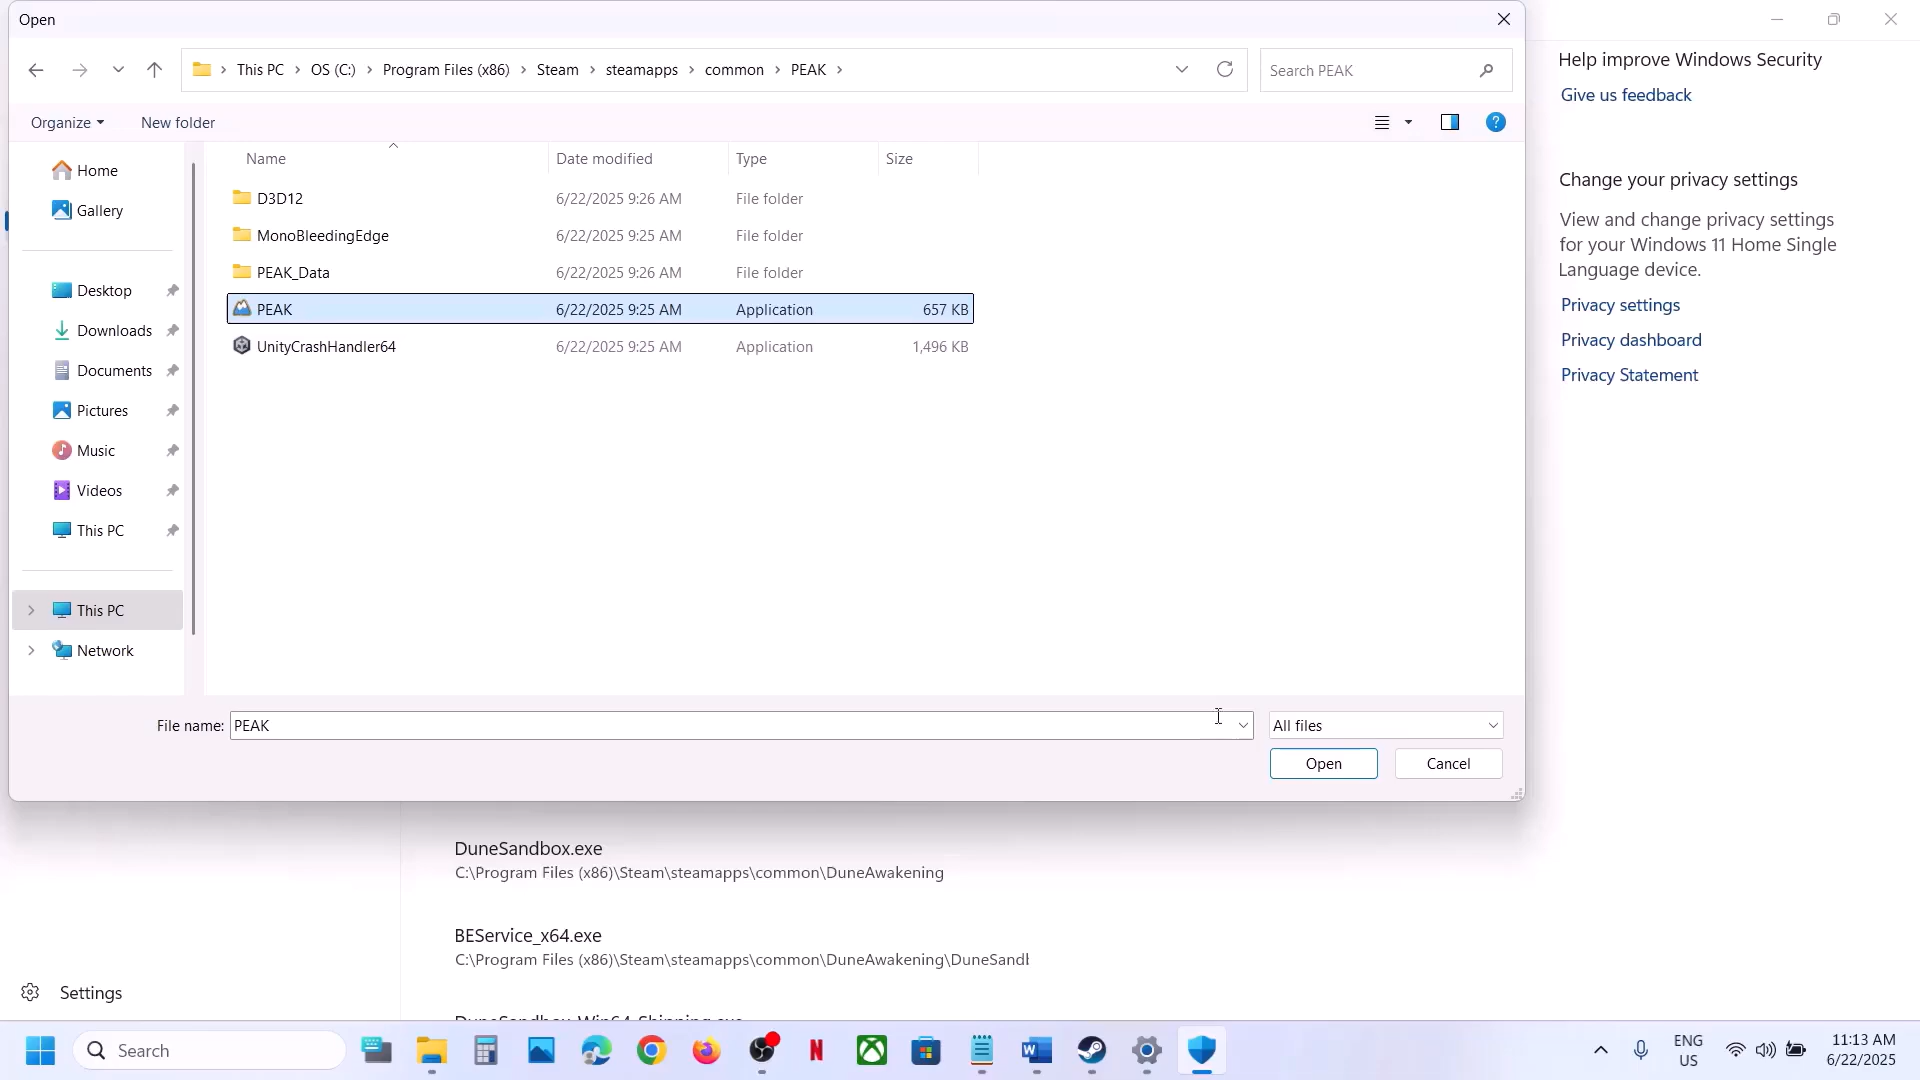 Open
This PC > OS (C:) > Program Files (x86) > Steam > steamapps > common > PEAK >
Search PEAK
Organize
New folder
Name
Date modified
Type
Size
Home
Gallery
Desktop
Downloads
Documents
Pictures
Music
Videos
This PC
This PC
Network
D3D12 6/22/2025 9:26 AM File folder
MonoBleedingEdge 6/22/2025 9:25 AM File folder
PEAK_Data 6/22/2025 9:26 AM File folder
PEAK 6/22/2025 9:25 AM Application 657 KB
UnityCrashHandler64 6/22/2025 9:25 AM Application 1,496 KB
File name: PEAK
All files
Open
Cancel
Help improve Windows Security
Give us feedback
Change your privacy settings
View and change privacy settings
for your Windows 11 Home Single
Language device.
Privacy settings
Privacy dashboard
Privacy Statement
DuneSandbox.exe
C:\Program Files (x86)\Steam\steamapps\common\DuneAwakening
BEService_x64.exe
C:\Program Files (x86)\Steam\steamapps\common\DuneAwakening\DuneSandb
DuneSandbox_Win64_Shipping.exe
Settings
Search
ENG
US
11:13 AM
6/22/2025